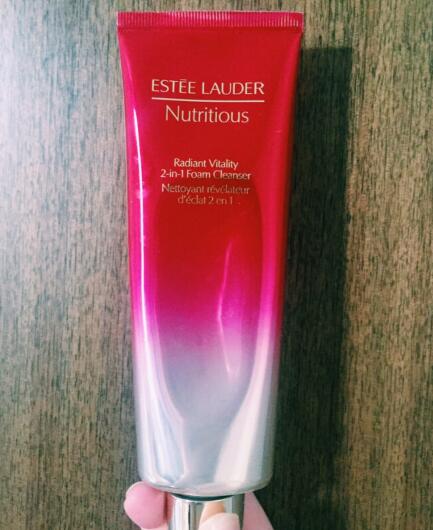 ESTĒE LAUDER
Nutritious
Radiant Vitality
2-in-1 Foam Cleanser
Nettoyant révélateur
d'éclat 2 en 1